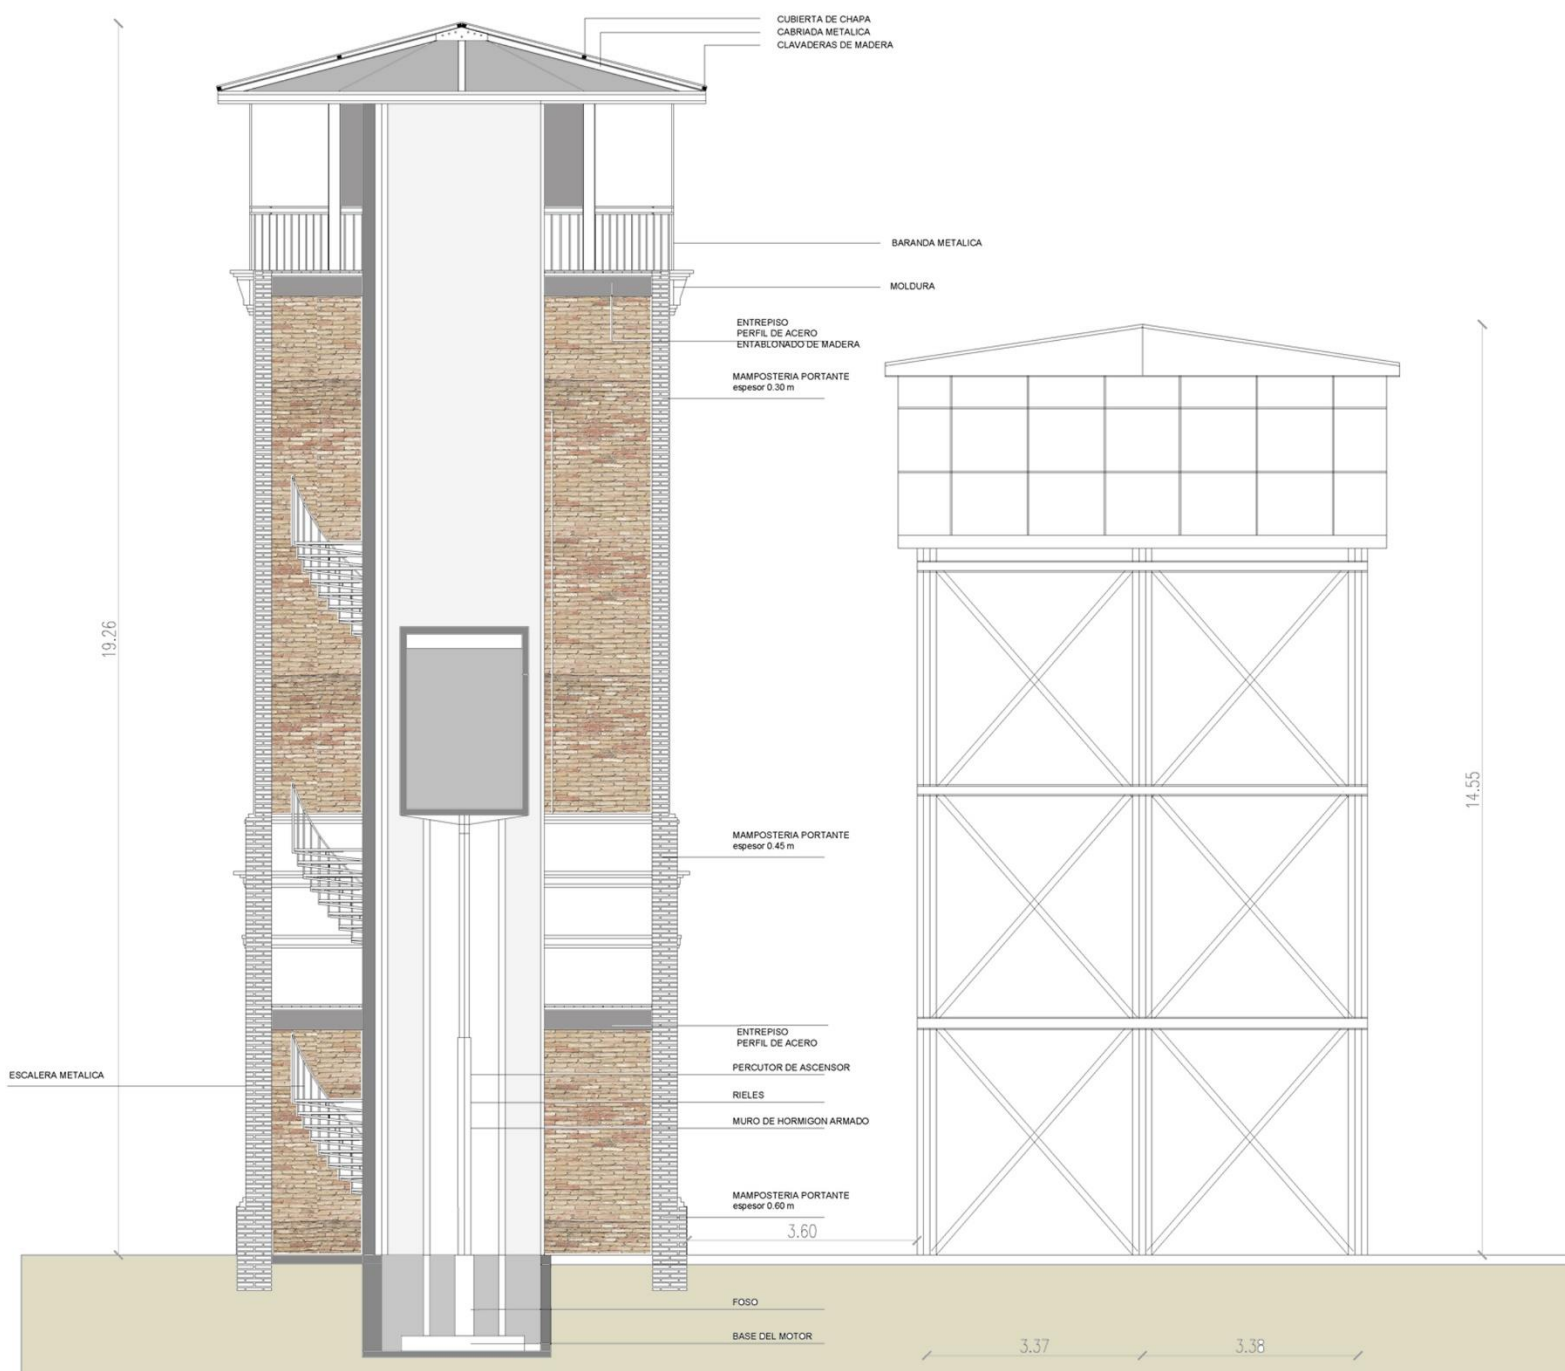 CUBIERTA DE CHAPA
CABRIADA METALICA
CLAVADERAS DE MADERA
BARANDA METALICA
MOLDURA
ENTREPISO
PERFIL DE ACERO
ENTABLONADO DE MADERA
MAMPOSTERIA PORTANTE
espesor 0.30 m
19.26
14.55
MAMPOSTERIA PORTANTE
espesor 0.45 m
ENTREPISO
PERFIL DE ACERO
PERCUTOR DE ASCENSOR
ESCALERA METALICA
RIELES
MURO DE HORMIGON ARMADO
MAMPOSTERIA PORTANTE
espesor 0.60 m
3.60
FOSO
BASE DEL MOTOR
3.37
3.38